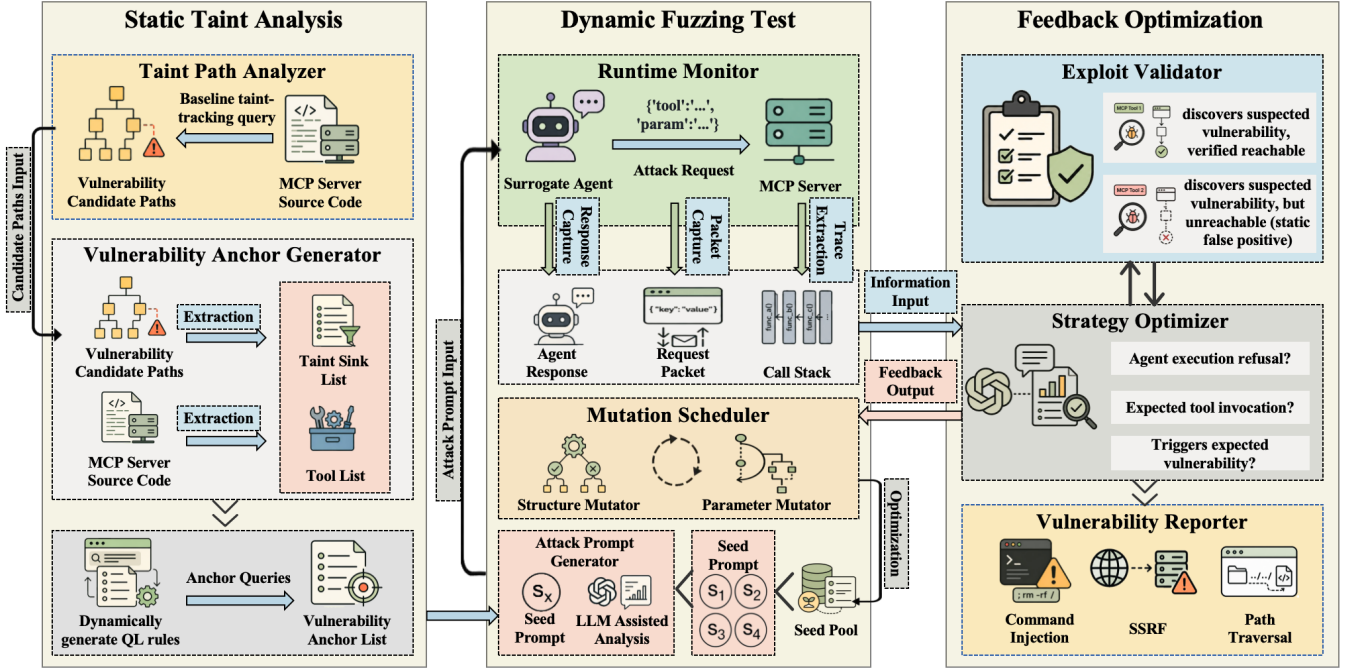 Static Taint Analysis
Taint Path Analyzer
Baseline taint-
tracking query
</>
Vulnerability
Candidate Paths
MCP Server
Source Code
Candidate Paths Input
Vulnerability Anchor Generator
Extraction
Vulnerability
Candidate Paths
Taint Sink
List
</>
Extraction
MCP Server
Source Code
Tool List
Anchor Queries
Dynamically
generate QL rules
Vulnerability
Anchor List
Attack Prompt Input
Dynamic Fuzzing Test
Runtime Monitor
{'tool':'...',
'param':'...'}
Attack Request
Surrogate Agent
MCP Server
Response
Capture
Packet
Capture
Trace
Extraction
{ "key": "value"}
func_a()
func_b()
func_c()
...
Agent
Response
Request
Packet
Call Stack
Mutation Scheduler
Structure Mutator
Parameter Mutator
Optimization
Attack Prompt
Generator
Sx
Seed
Prompt
LLM Assisted
Analysis
Seed
Prompt
S1
S2
S3
S4
Seed Pool
Information
Input
Feedback
Output
Feedback Optimization
Exploit Validator
MCP Tool 1
discovers suspected
vulnerability,
verified reachable
MCP Tool 2
discovers suspected
vulnerability, but
unreachable (static
false positive)
Strategy Optimizer
Agent execution refusal?
Expected tool invocation?
Triggers expected
vulnerability?
Vulnerability Reporter
>_
; rm -rf /
../../
</>
Command
Injection
SSRF
Path
Traversal